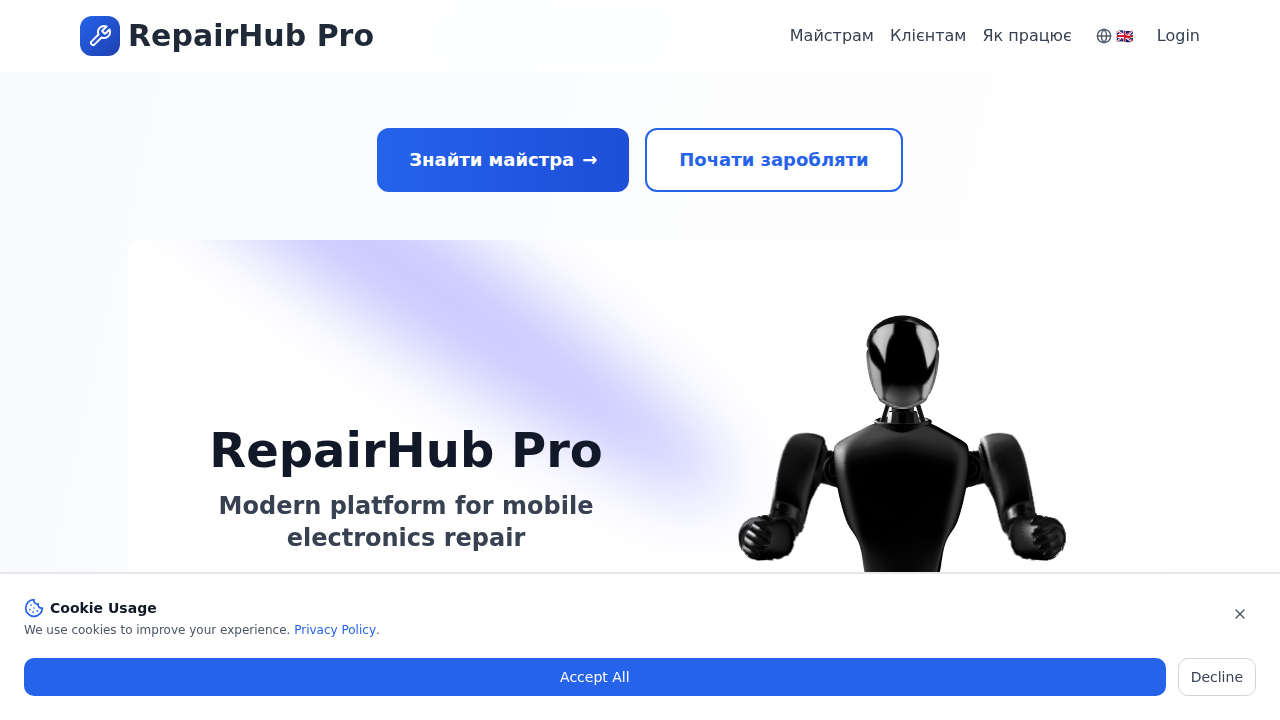 RepairHub Pro
Майстрам Клієнтам Як працює Login
Знайти майстра →
Почати заробляти
RepairHub Pro
Modern platform for mobile
electronics repair
Cookie Usage
We use cookies to improve your experience. Privacy Policy.
Accept All
Decline